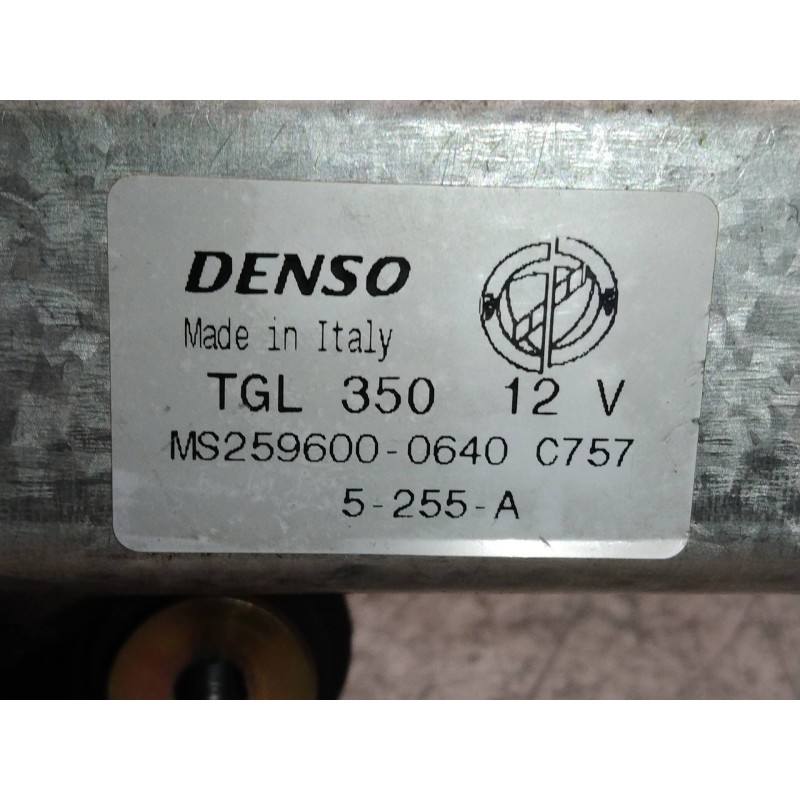 DENSO
Made in Italy
TGL 350 12 V
MS259600-0640 C757
5-255-A